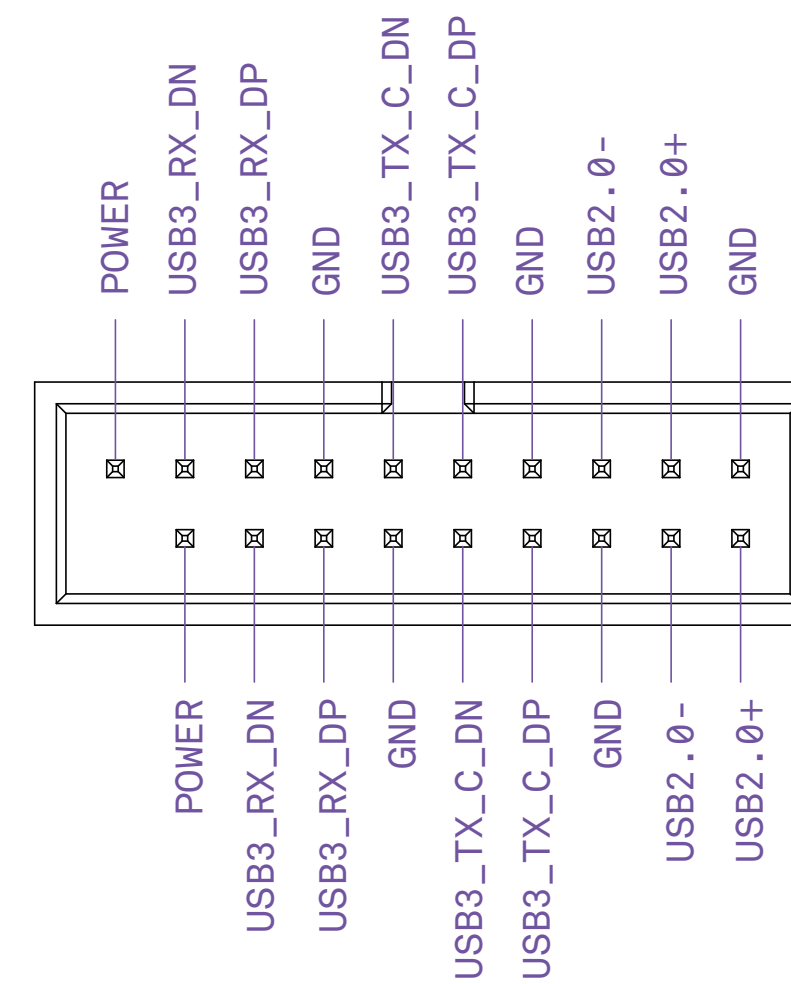 POWER
USB3_RX_DN
USB3_RX_DP
GND
USB3_TX_C_DN
USB3_TX_C_DP
GND
USB2.0-
USB2.0+
GND
POWER
USB3_RX_DN
USB3_RX_DP
GND
USB3_TX_C_DN
USB3_TX_C_DP
GND
USB2.0-
USB2.0+